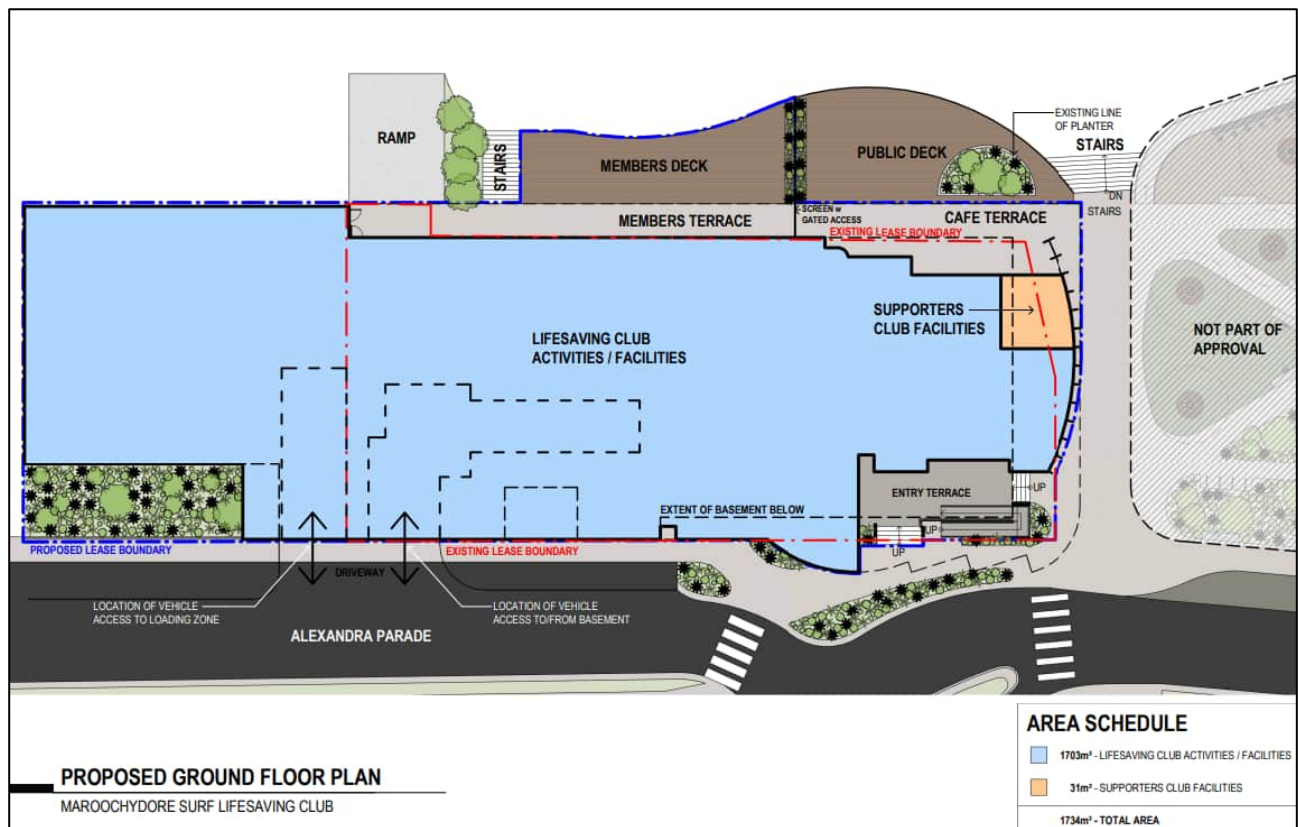 RAMP
STAIRS
MEMBERS DECK
PUBLIC DECK
EXISTING LINE
OF PLANTER
STAIRS
DN
STAIRS
MEMBERS TERRACE
SCREEN w
GATED ACCESS
CAFE TERRACE
EXISTING LEASE BOUNDARY
SUPPORTERS
CLUB FACILITIES
NOT PART OF
APPROVAL
LIFESAVING CLUB
ACTIVITIES / FACILITIES
ENTRY TERRACE
UP
EXTENT OF BASEMENT BELOW
UP
UP
PROPOSED LEASE BOUNDARY
EXISTING LEASE BOUNDARY
DRIVEWAY
LOCATION OF VEHICLE
ACCESS TO LOADING ZONE
LOCATION OF VEHICLE
ACCESS TO/FROM BASEMENT
ALEXANDRA PARADE
AREA SCHEDULE
1703m² - LIFESAVING CLUB ACTIVITIES / FACILITIES
31m² - SUPPORTERS CLUB FACILITIES
1734m² - TOTAL AREA
PROPOSED GROUND FLOOR PLAN
MAROOCHYDORE SURF LIFESAVING CLUB